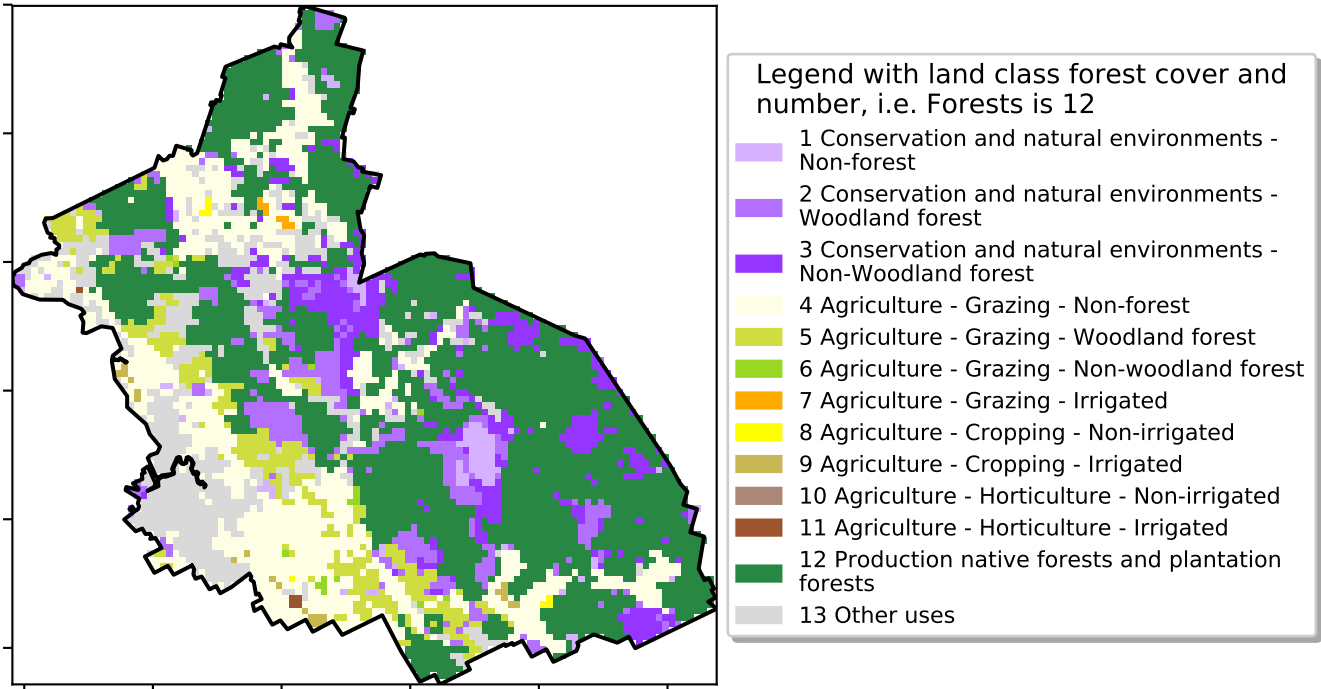 Legend with land class forest cover and
number, i.e. Forests is 12
1 Conservation and natural environments -
Non-forest
2 Conservation and natural environments -
Woodland forest
3 Conservation and natural environments -
Non-Woodland forest
4 Agriculture - Grazing - Non-forest
5 Agriculture - Grazing - Woodland forest
6 Agriculture - Grazing - Non-woodland forest
7 Agriculture - Grazing - Irrigated
8 Agriculture - Cropping - Non-irrigated
9 Agriculture - Cropping - Irrigated
10 Agriculture - Horticulture - Non-irrigated
11 Agriculture - Horticulture - Irrigated
12 Production native forests and plantation
forests
13 Other uses